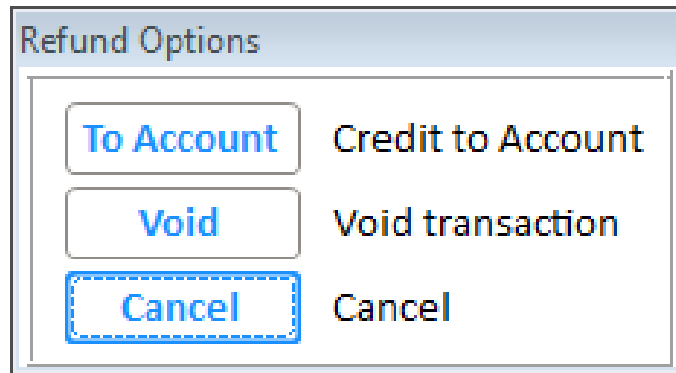 Refund Options
To Account Credit to Account
Void Void transaction
Cancel Cancel